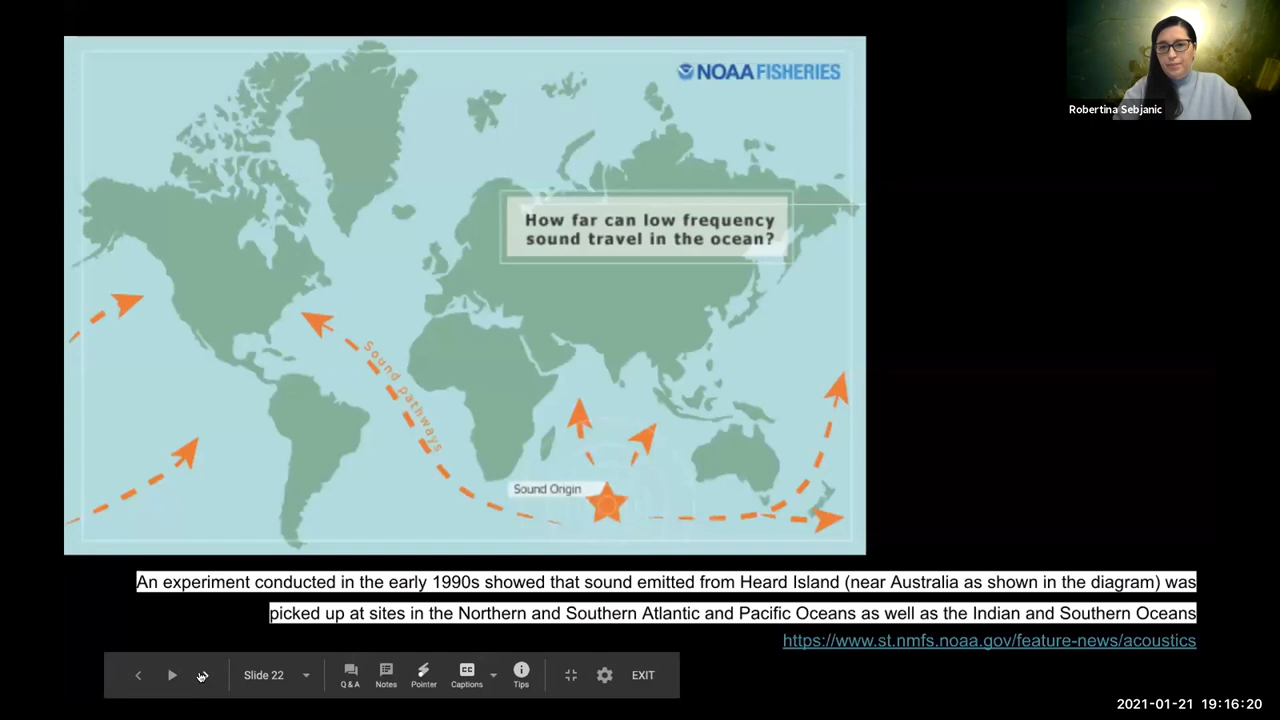 NOAA FISHERIES
Robertina Sebjanic
How far can low frequency
sound travel in the ocean?
Sound pathways
Sound Origin
An experiment conducted in the early 1990s showed that sound emitted from Heard Island (near Australia as shown in the diagram) was
picked up at sites in the Northern and Southern Atlantic and Pacific Oceans as well as the Indian and Southern Oceans
https://www.st.nmfs.noaa.gov/feature-news/acoustics
Slide 22
Q & A
Notes
Pointer
CC
Captions
Tips
EXIT
2021-01-21 19:16:20